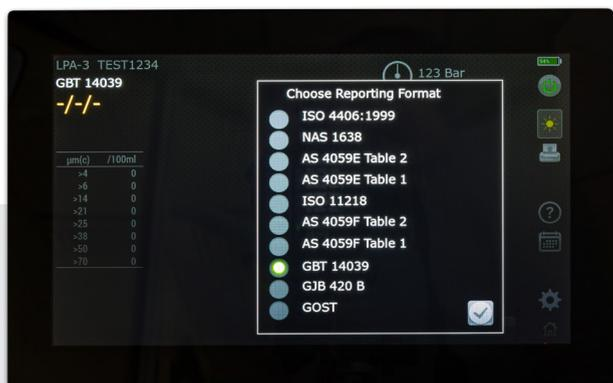 LPA-3 TEST1234
123 Bar
54%
GBT 14039
-/-/-
Choose Reporting Format
ISO 4406:1999
NAS 1638
AS 4059E Table 2
AS 4059E Table 1
ISO 11218
AS 4059F Table 2
AS 4059F Table 1
GBT 14039
GJB 420 B
GOST
µm(c) /100ml
>4 0
>6 0
>14 0
>21 0
>25 0
>38 0
>50 0
>70 0
?